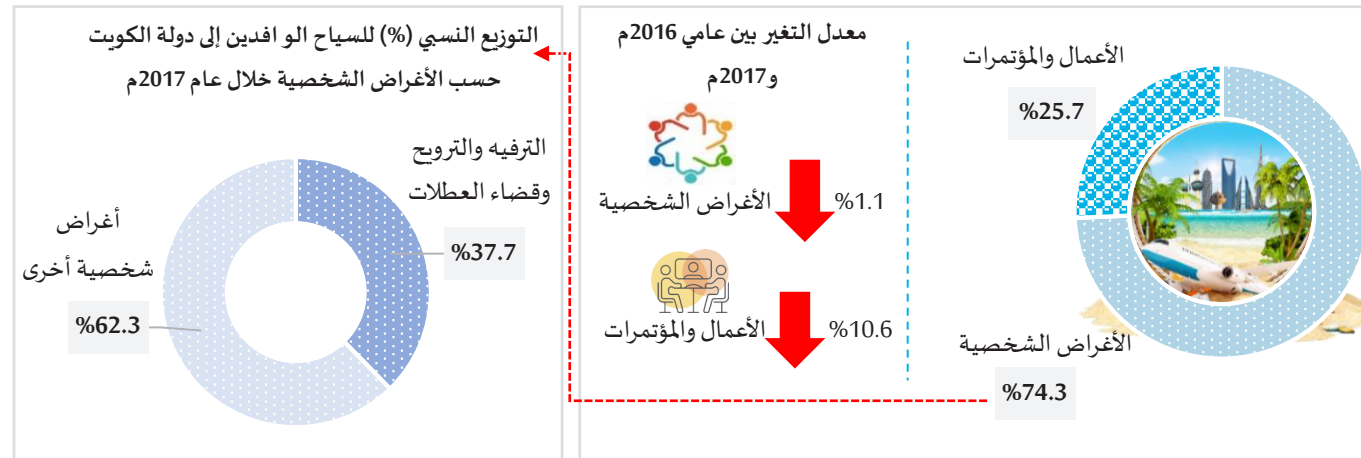 الأعمال والمؤتمرات
%25.7
الأغراض الشخصية
%74.3
معدل التغير بين عامي 2016م
و2017م
الأغراض الشخصية
%1.1
الأعمال والمؤتمرات
%10.6
التوزيع النسبي (%) للسياح الو افدين إلى دولة الكويت
حسب الأغراض الشخصية خلال عام 2017م
الترفيه والترويح
وقضاء العطلات
%37.7
أغراض
شخصية أخرى
%62.3